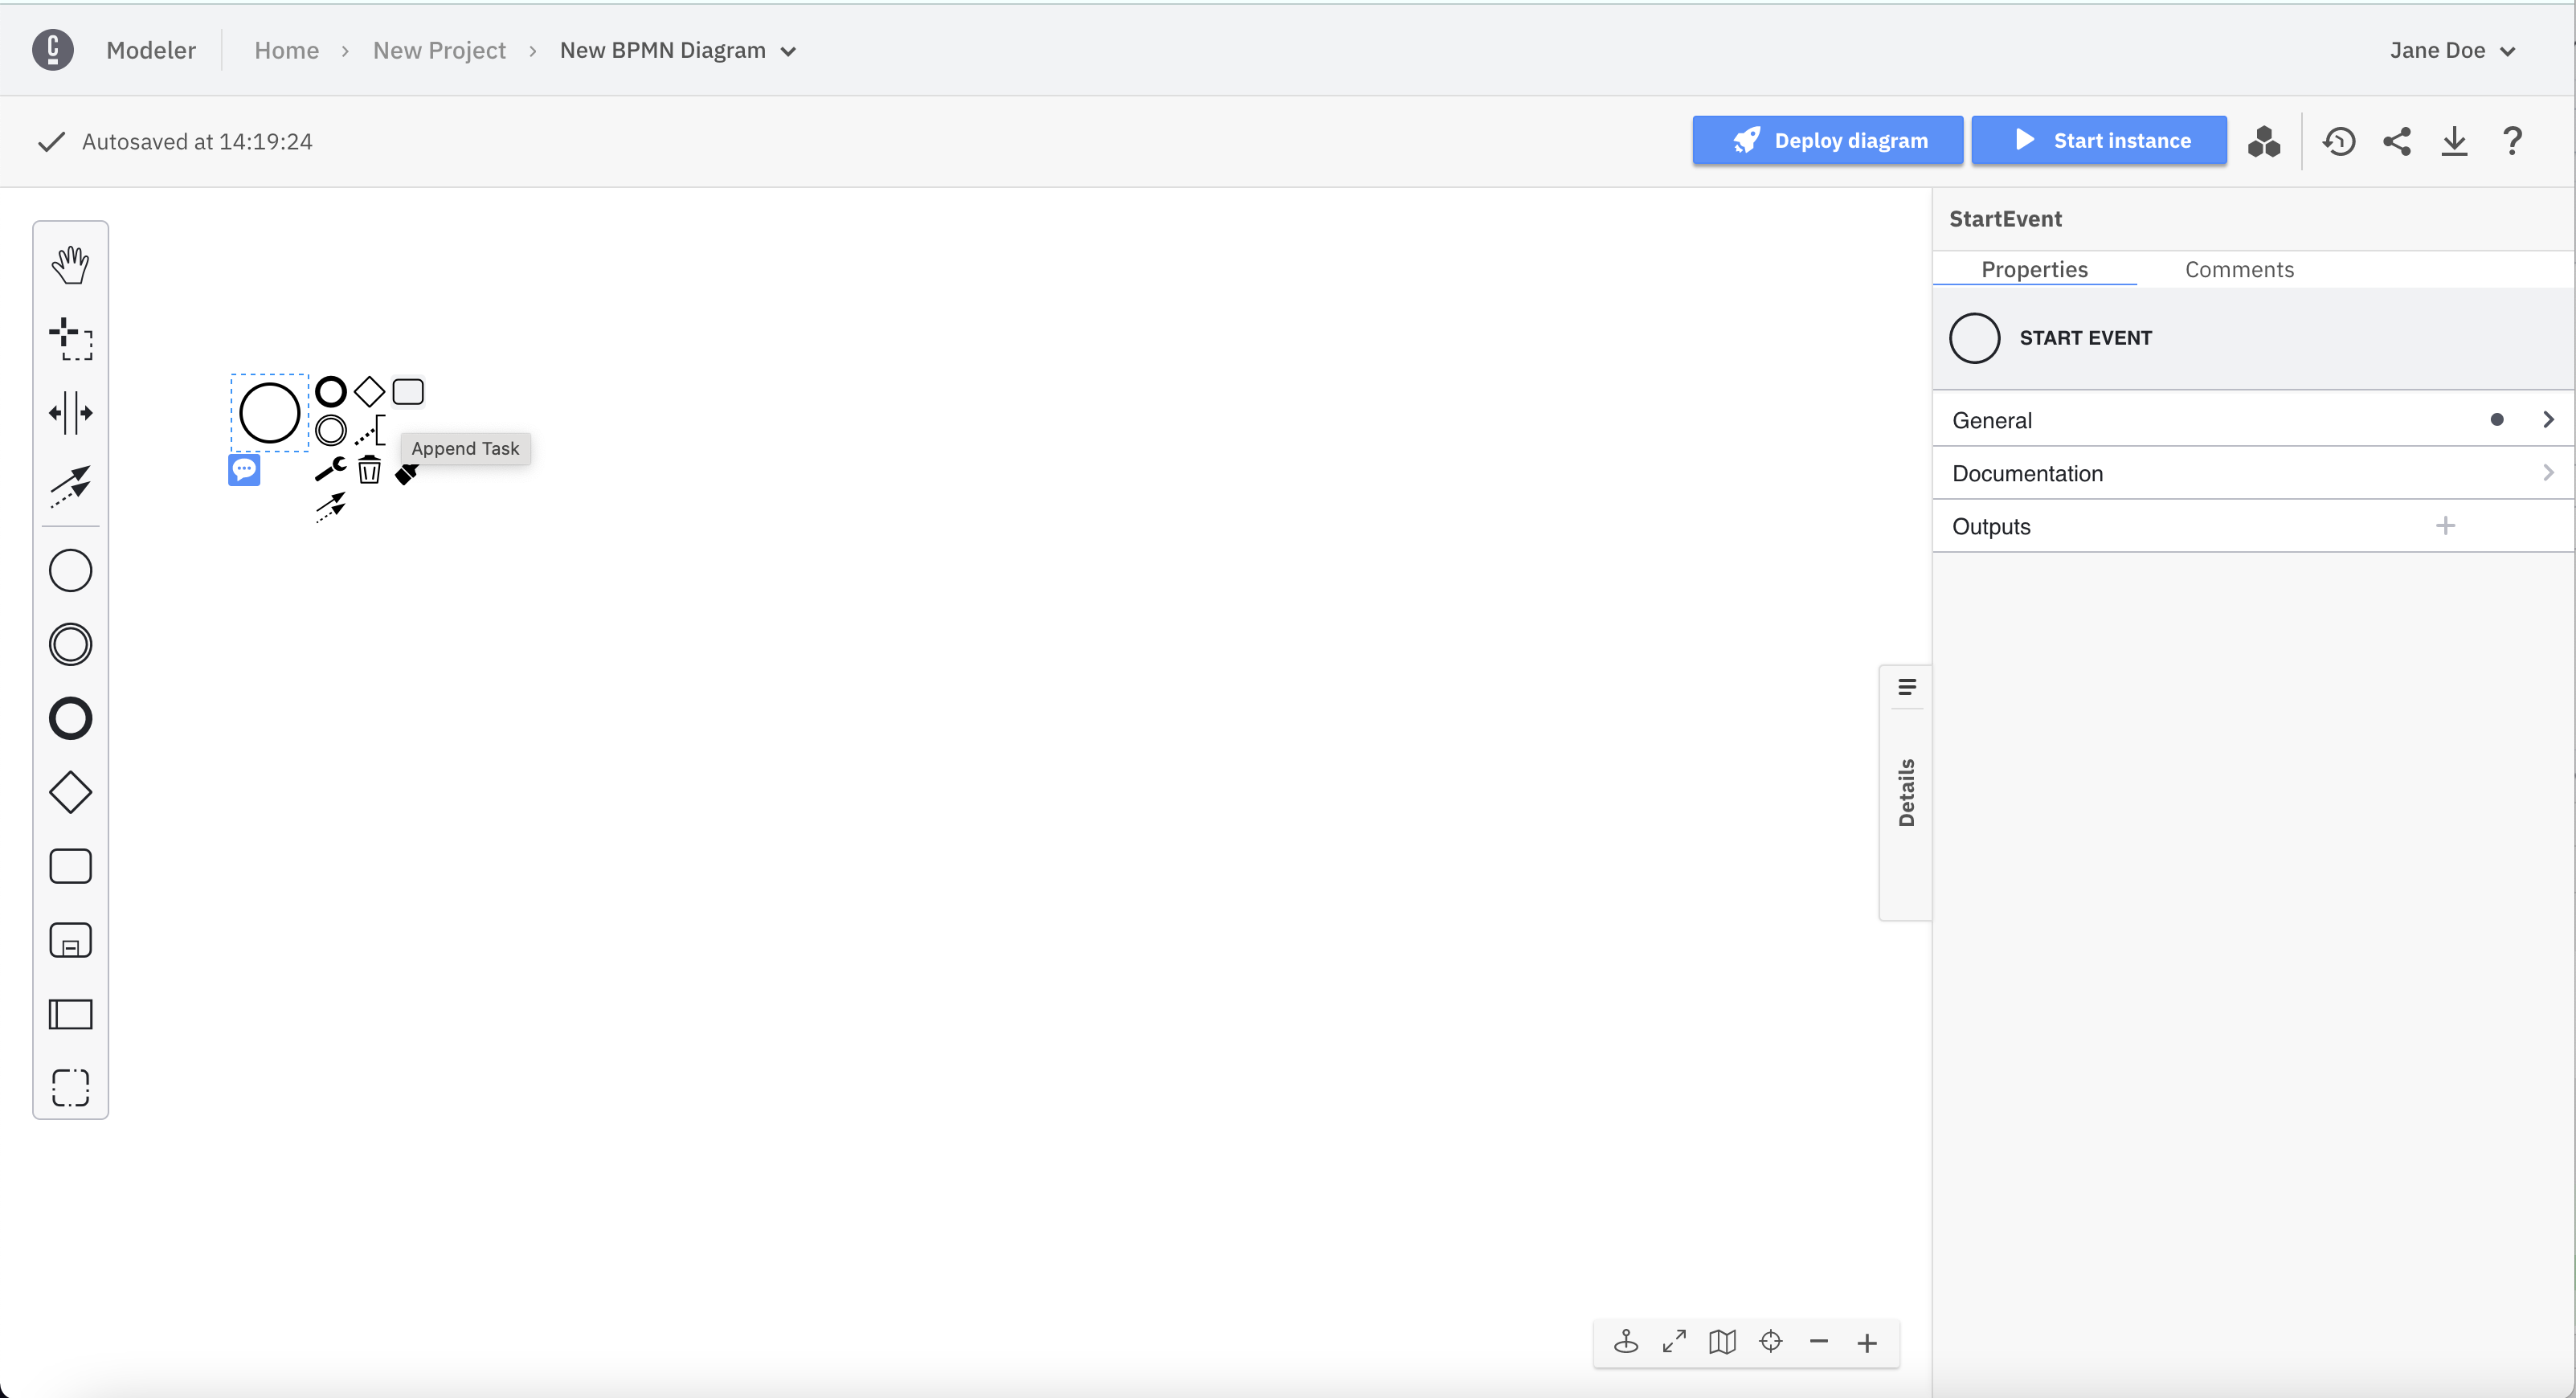 Modeler
Home
New Project
New BPMN Diagram
Jane Doe
Autosaved at 14:19:24
Deploy diagram
Start instance
?
StartEvent
Properties
Comments
START EVENT
General
Documentation
Outputs
Append Task
Details